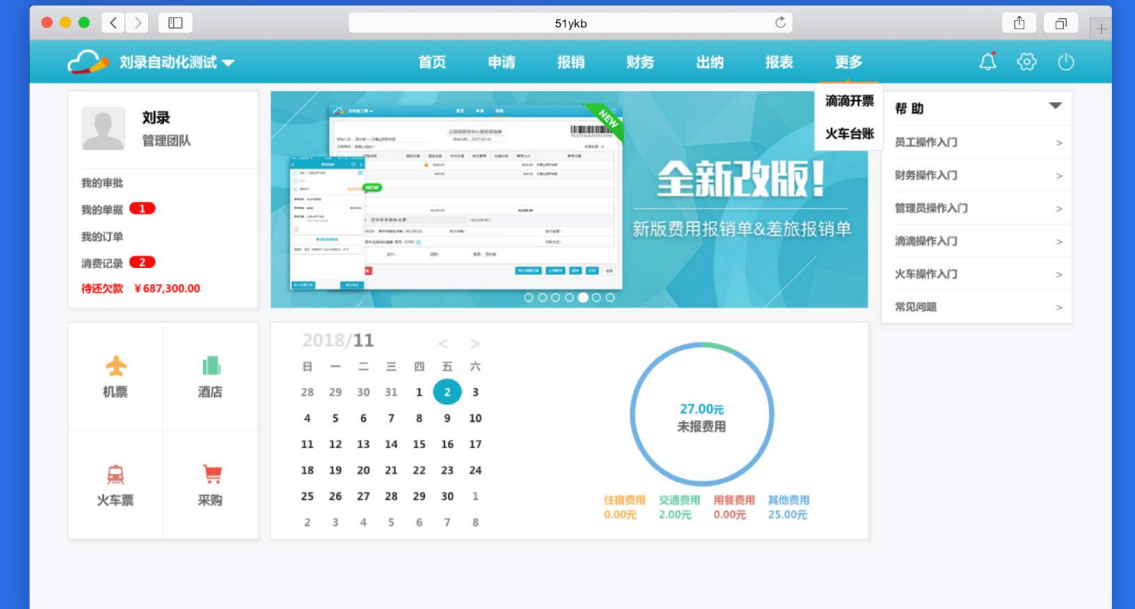 51ykb
刘录自动化测试
首页 申请 报销 财务 出纳 报表 更多
滴滴开票
火车台账
刘录
管理团队
我的审批
我的单据 1
我的订单
消费记录 2
待还欠款 ￥687,300.00
NEW
NEW
全新改版!
新版费用报销单&差旅报销单
帮 助
员工操作入门 >
财务操作入门 >
管理员操作入门 >
滴滴操作入门 >
火车操作入门 >
常见问题 >
机票
酒店
火车票
采购
2018/11 < >
日 一 二 三 四 五 六
28 29 30 31 1 2 3
4 5 6 7 8 9 10
11 12 13 14 15 16 17
18 19 20 21 22 23 24
25 26 27 28 29 30 1
2 3 4 5 6 7 8
27.00元
未报费用
住宿费用 交通费用 用餐费用 其他费用
0.00元 2.00元 0.00元 25.00元